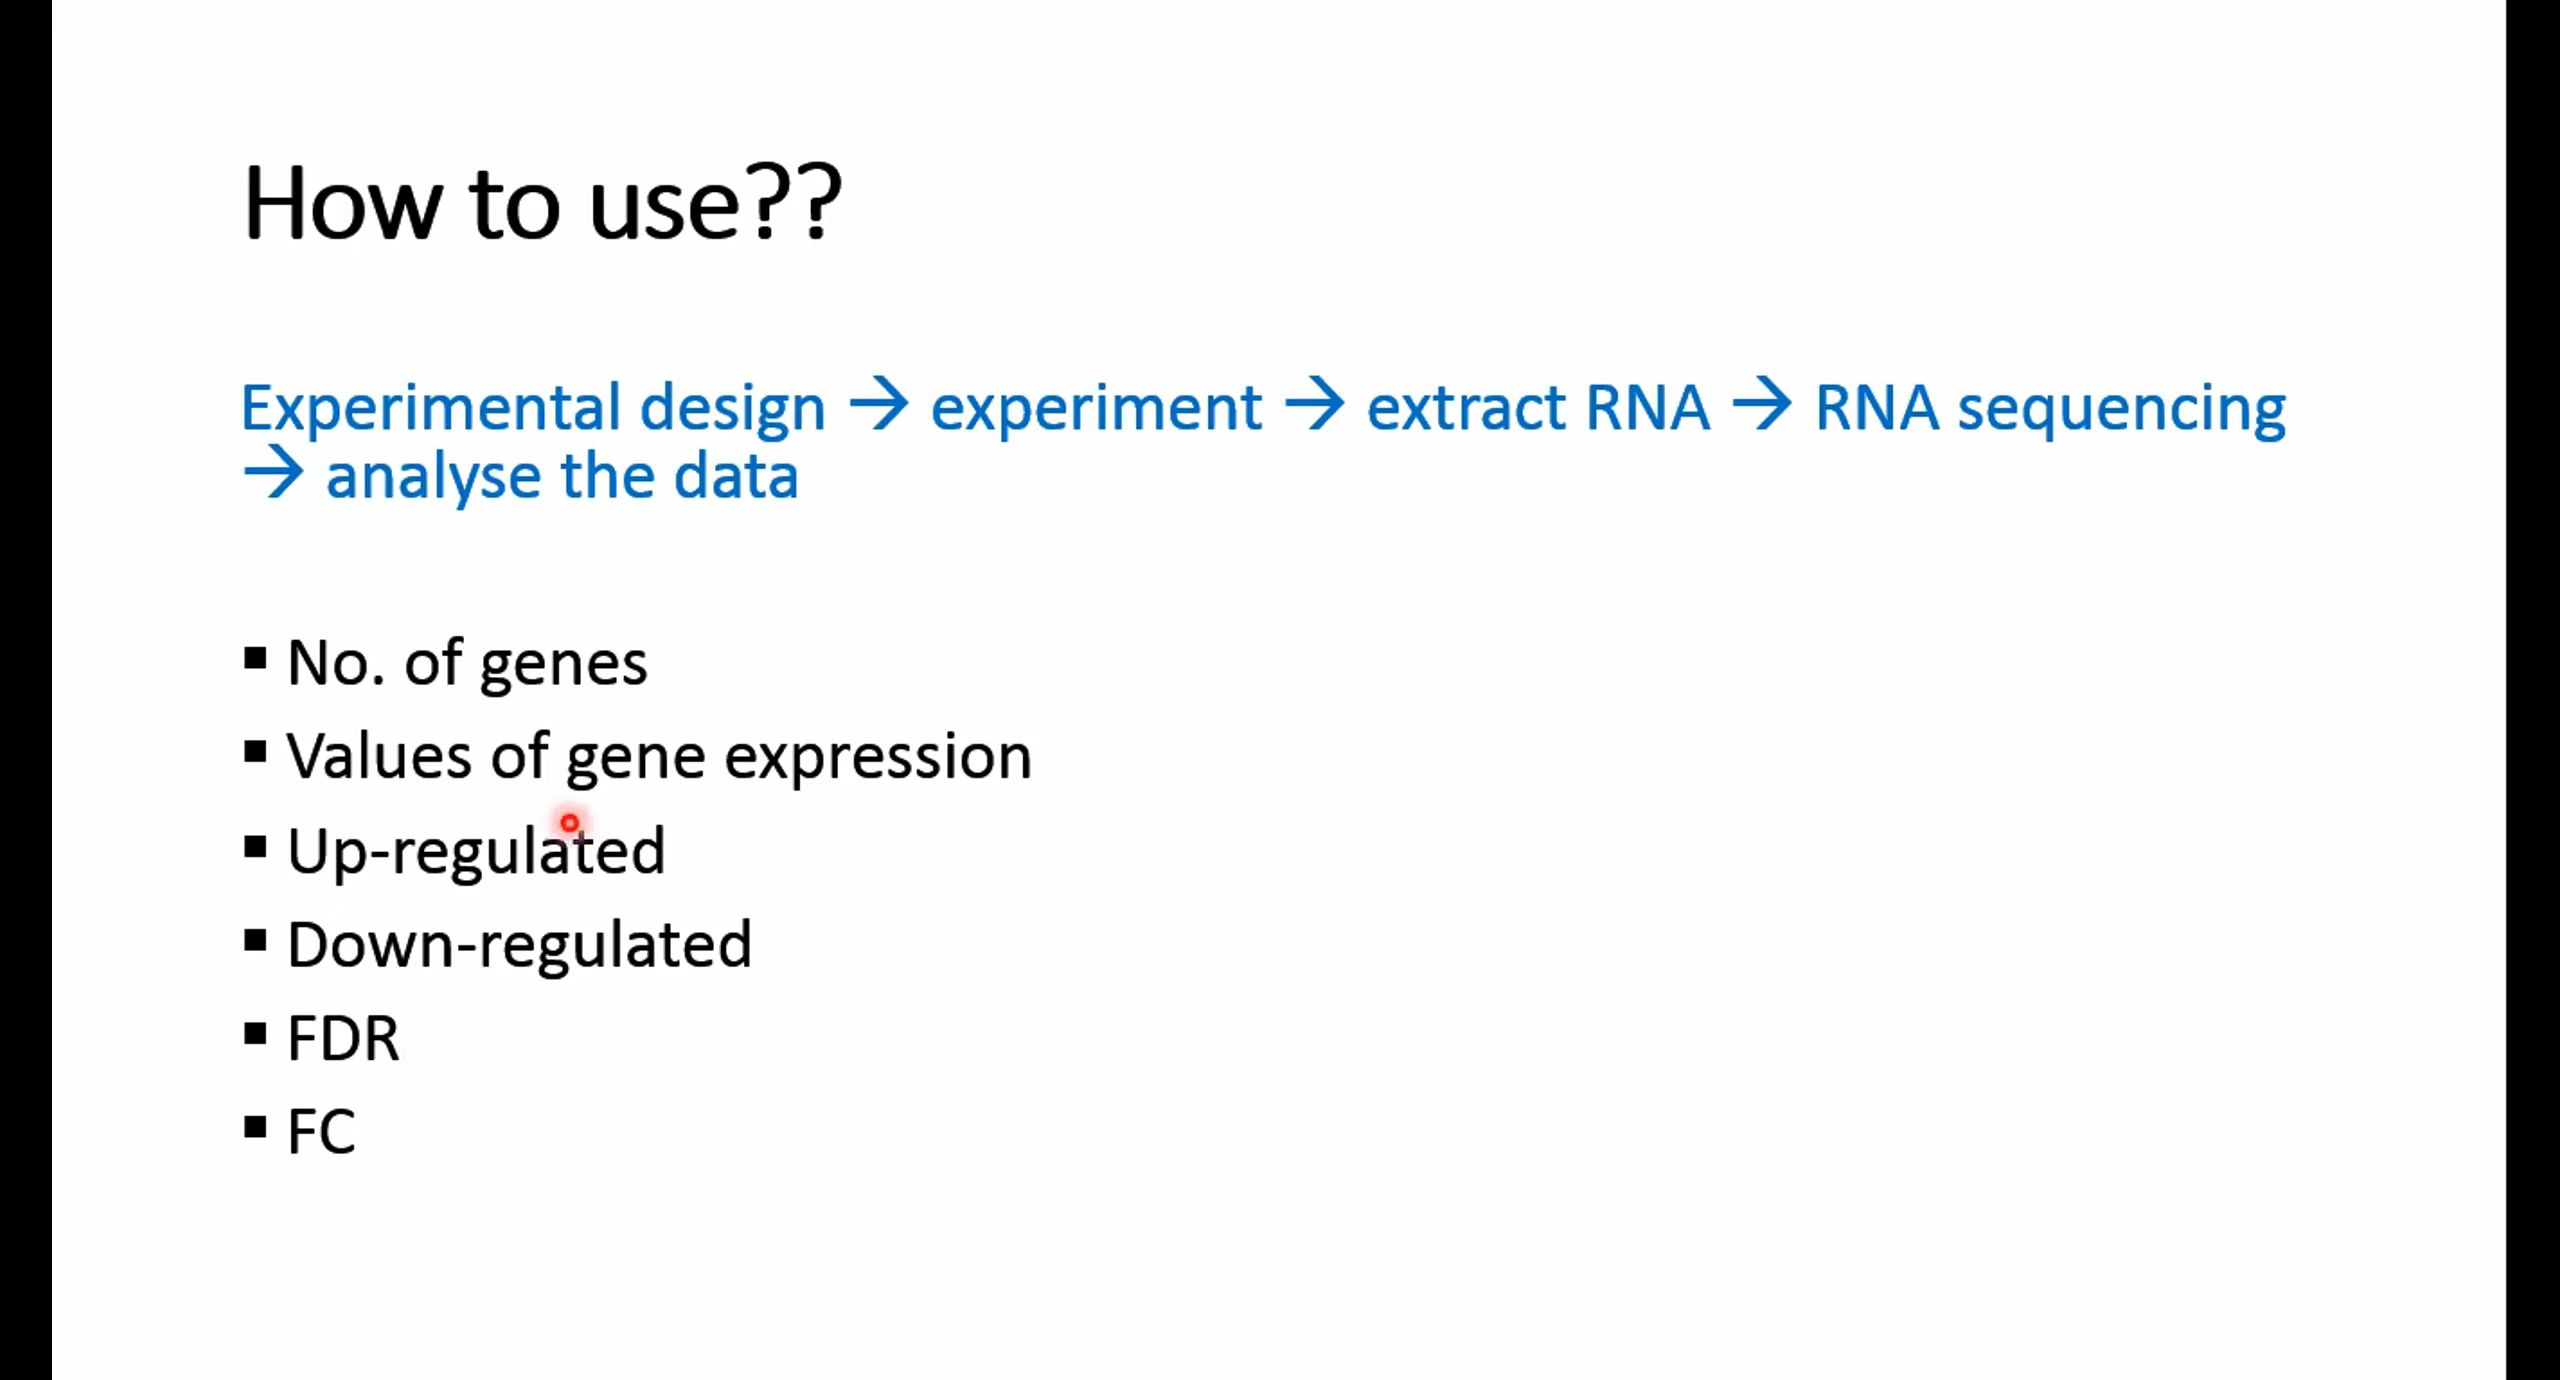 How to use??
Experimental design → experiment → extract RNA → RNA sequencing
→ analyse the data
▪ No. of genes
▪ Values of gene expression
▪ Up-regulated
▪ Down-regulated
▪ FDR
▪ FC